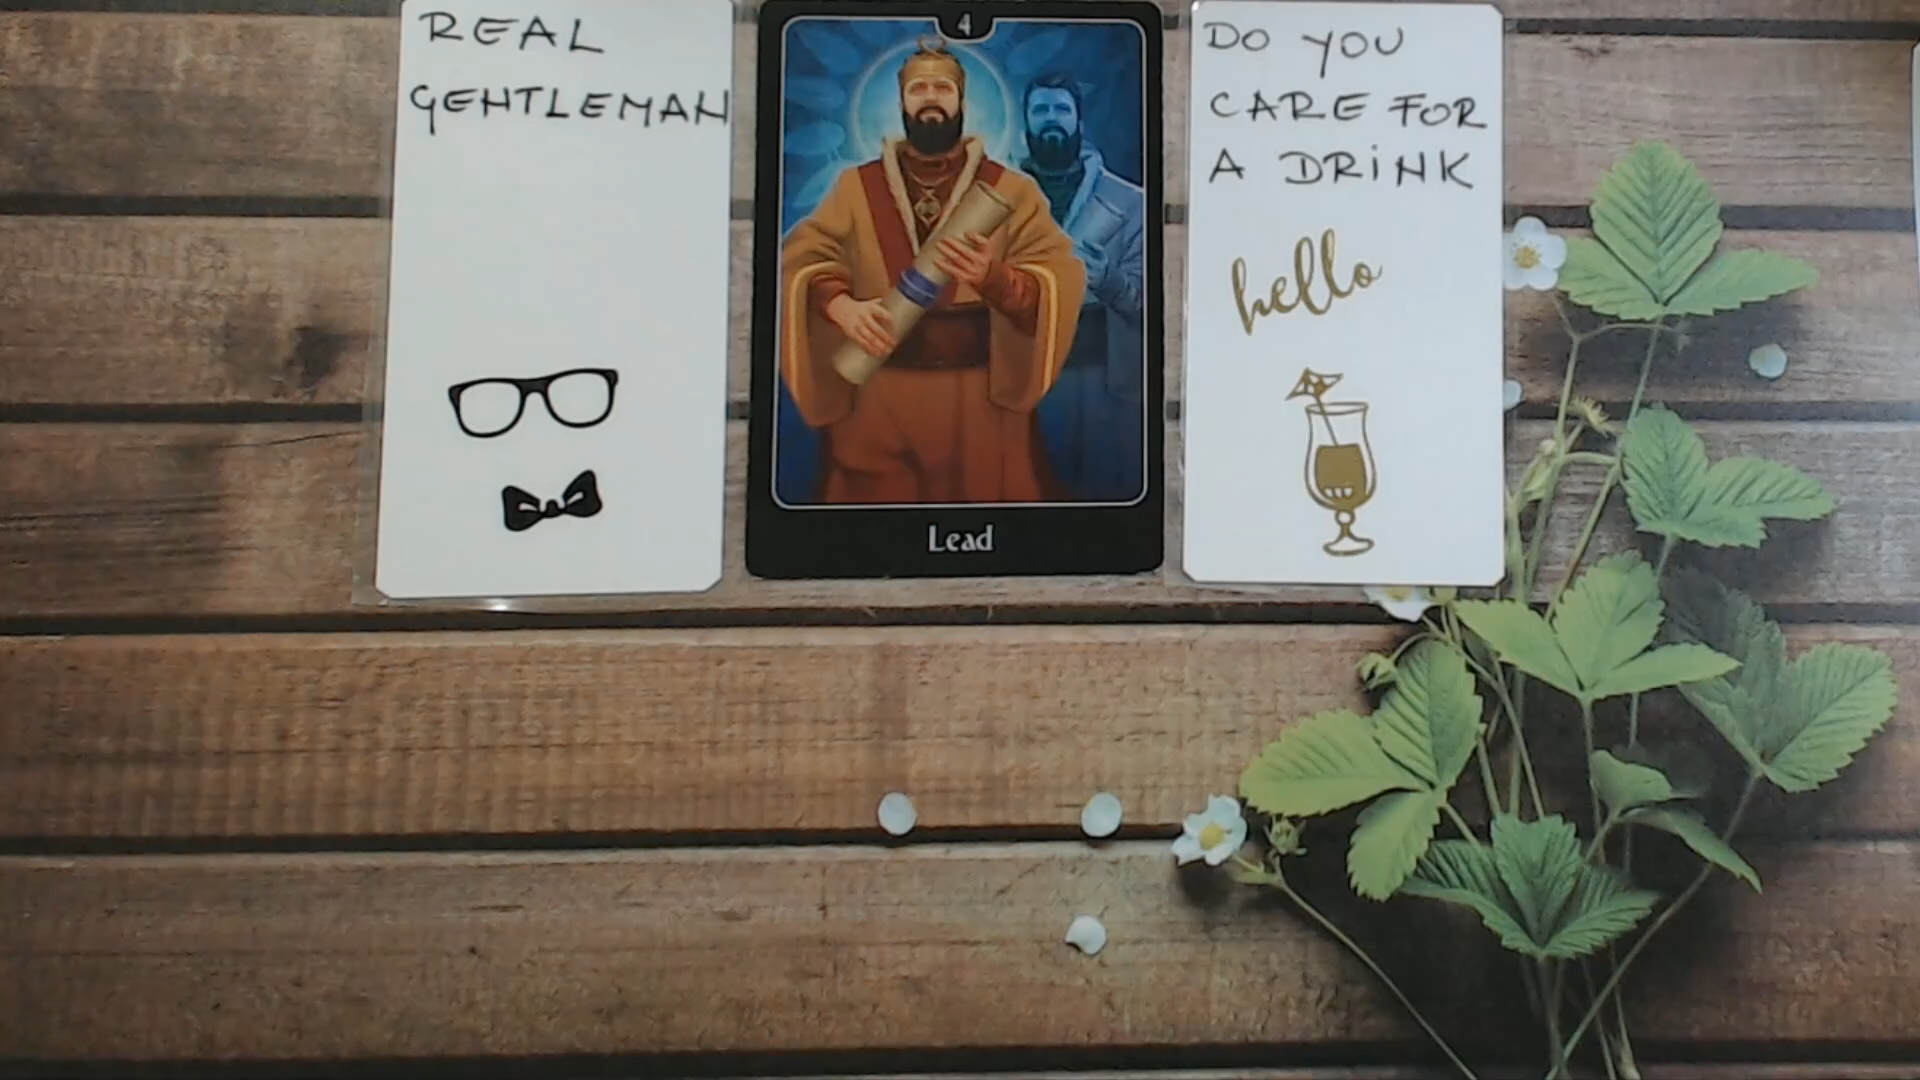 REAL
GENTLEMAN
4
Lead
DO YOU
CARE FOR
A DRINK
hello